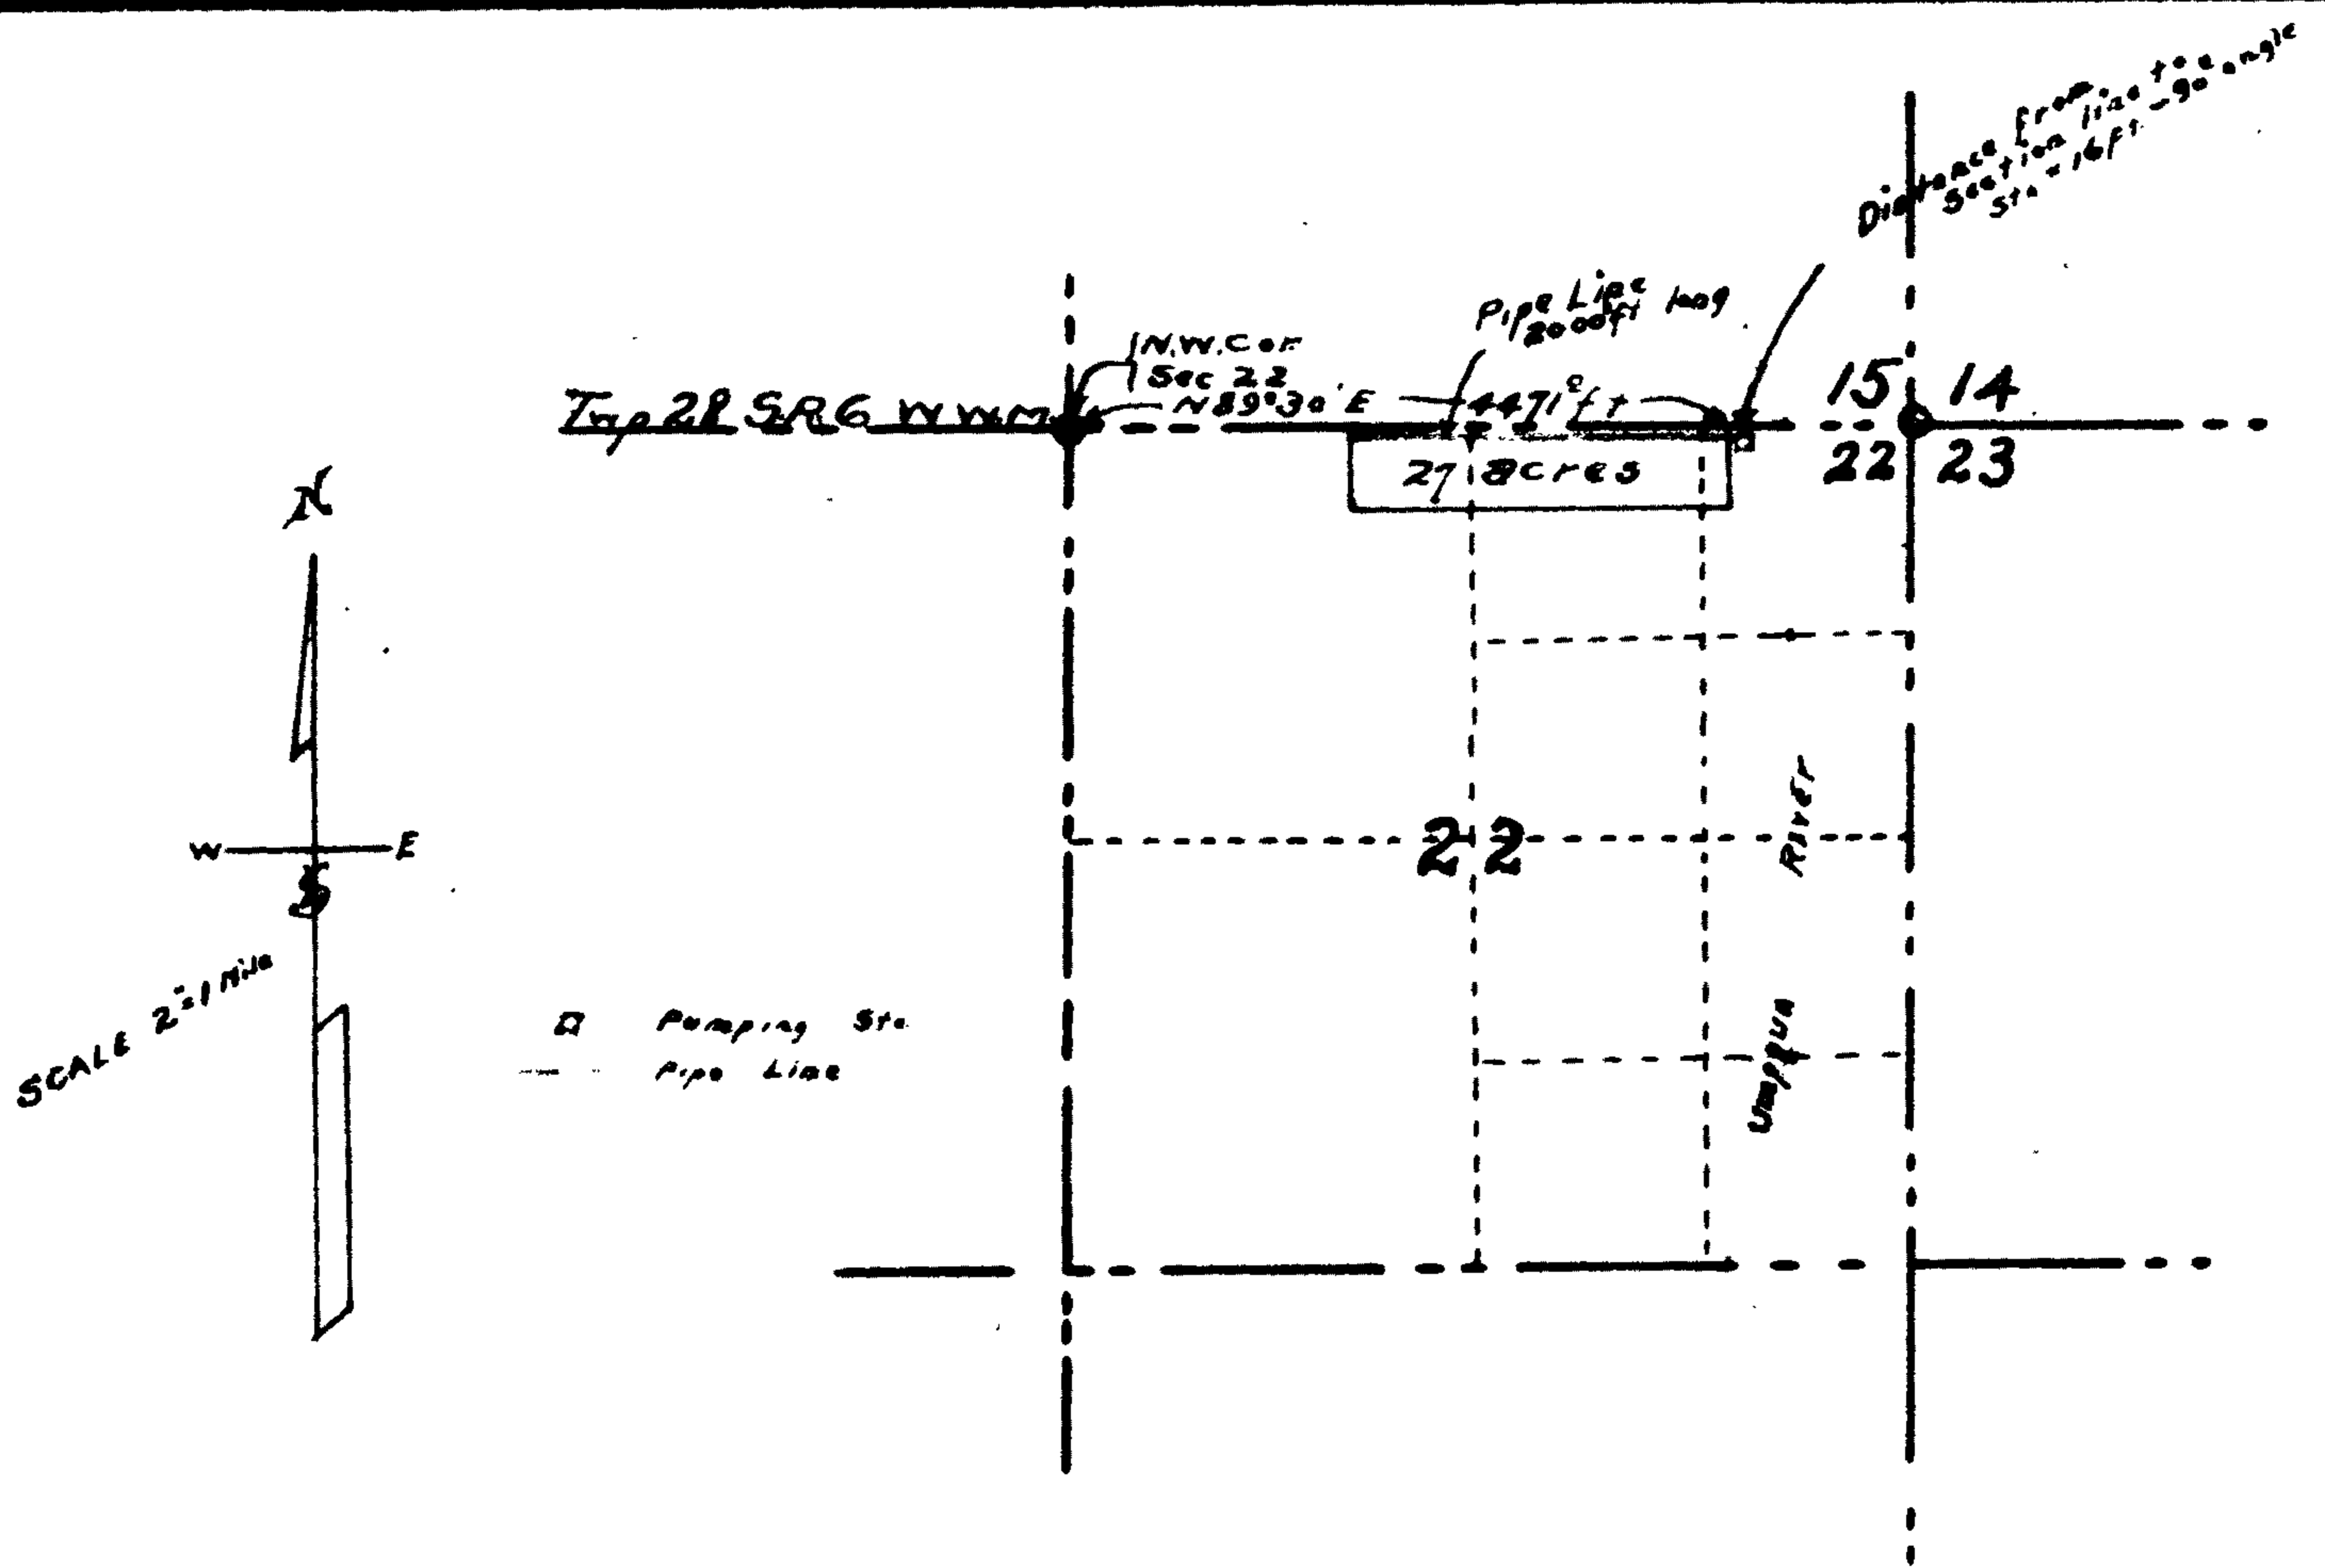 Distance from
section line to
Sta = 16 ft - 90° angle
Pipe Line
2000 ft long
N.W. Cor
Sec 22
Twp 28 S R 6 W W M
N 89° 30' E 4471 ft
15 14
22 23
27 acres
N
W E
S
22
River
Umpqua
SCALE 2" = 1 Mile
Pumping Sta.
Pipe Line